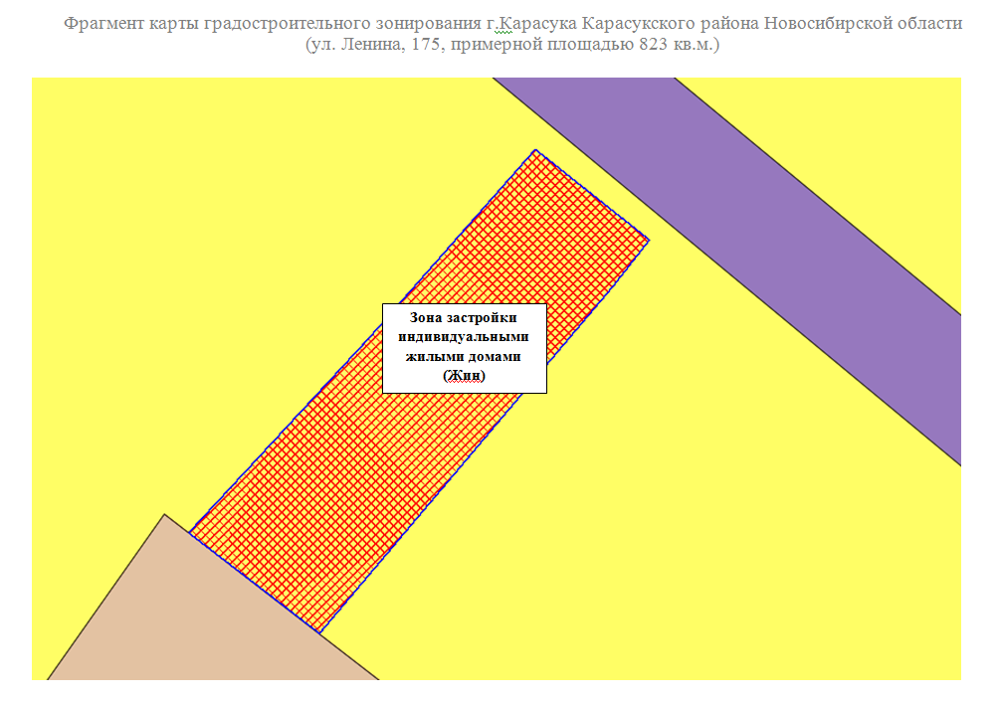 Фрагмент карты градостроительного зонирования г.Карасука Карасукского района Новосибирской области
(ул. Ленина, 175, примерной площадью 823 кв.м.)
Зона застройки
индивидуальными
жилыми домами
(Жин)